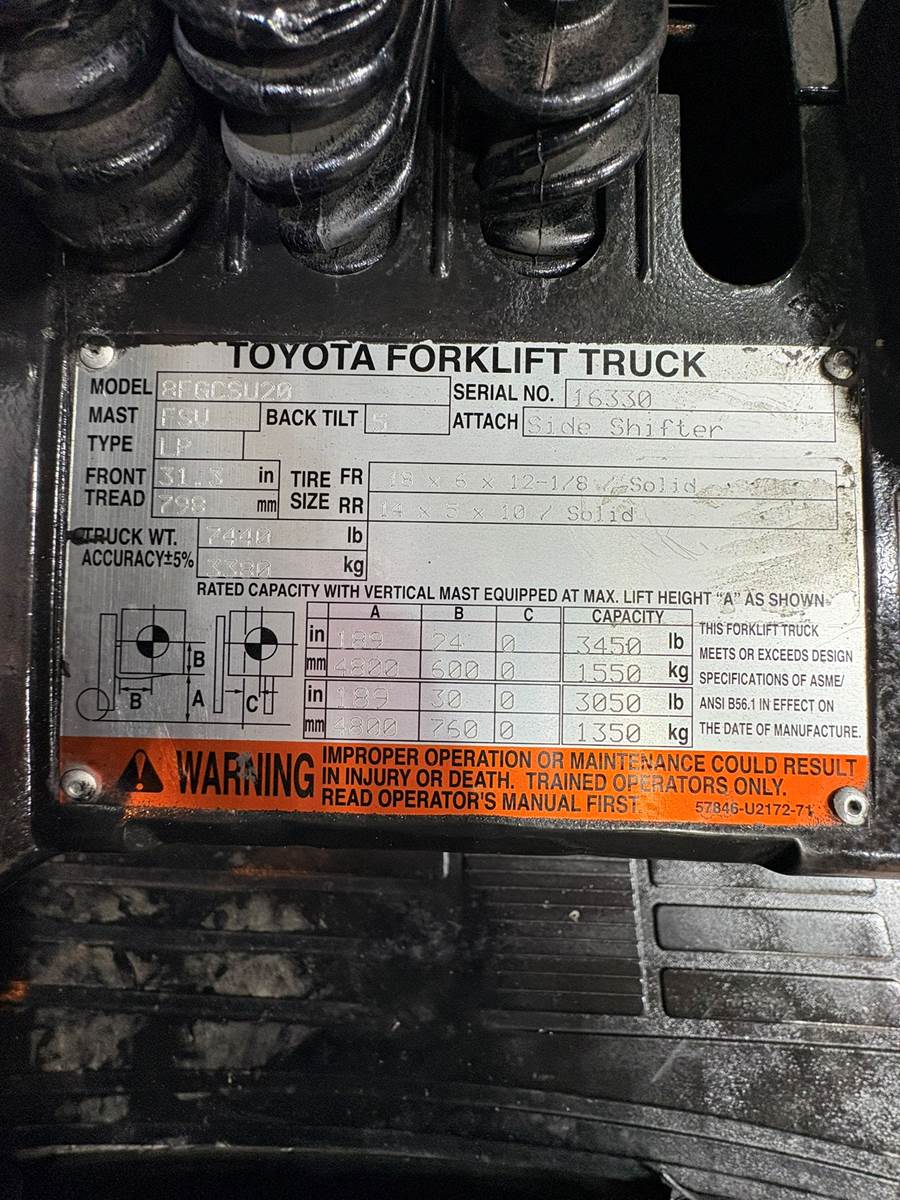 TOYOTA FORKLIFT TRUCK
MODEL 8FGCSU20 SERIAL NO. 16330
MAST FSV BACK TILT 5 ATTACH Side Shifter
TYPE LP
FRONT TREAD 31.3 in 798 mm
TIRE SIZE FR 18 x 6 x 12-1/8 / Solid
RR 14 x 5 x 10 / Solid
TRUCK WT. 7440 lb
ACCURACY±5% 3380 kg
RATED CAPACITY WITH VERTICAL MAST EQUIPPED AT MAX. LIFT HEIGHT "A" AS SHOWN
A B C CAPACITY
in 189 24 0 3450 lb
mm 4800 600 0 1550 kg
in 189 30 0 3050 lb
mm 4800 760 0 1350 kg
B B A C
THIS FORKLIFT TRUCK
MEETS OR EXCEEDS DESIGN
SPECIFICATIONS OF ASME/
ANSI B56.1 IN EFFECT ON
THE DATE OF MANUFACTURE.
WARNING
IMPROPER OPERATION OR MAINTENANCE COULD RESULT
IN INJURY OR DEATH. TRAINED OPERATORS ONLY.
READ OPERATOR'S MANUAL FIRST.
57846-U2172-71